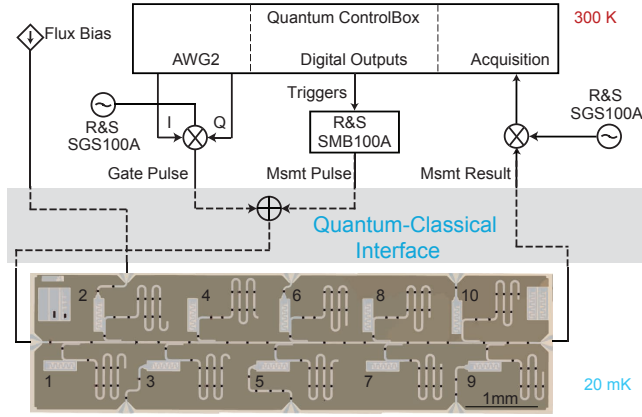 Flux Bias
Quantum ControlBox
300 K
AWG2
Digital Outputs
Acquisition
Triggers
R&S
SGS100A
I
Q
R&S
SMB100A
R&S
SGS100A
Gate Pulse
Msmt Pulse
Msmt Result
Quantum-Classical
Interface
2
4
6
8
10
1
3
5
7
9
1mm
20 mK